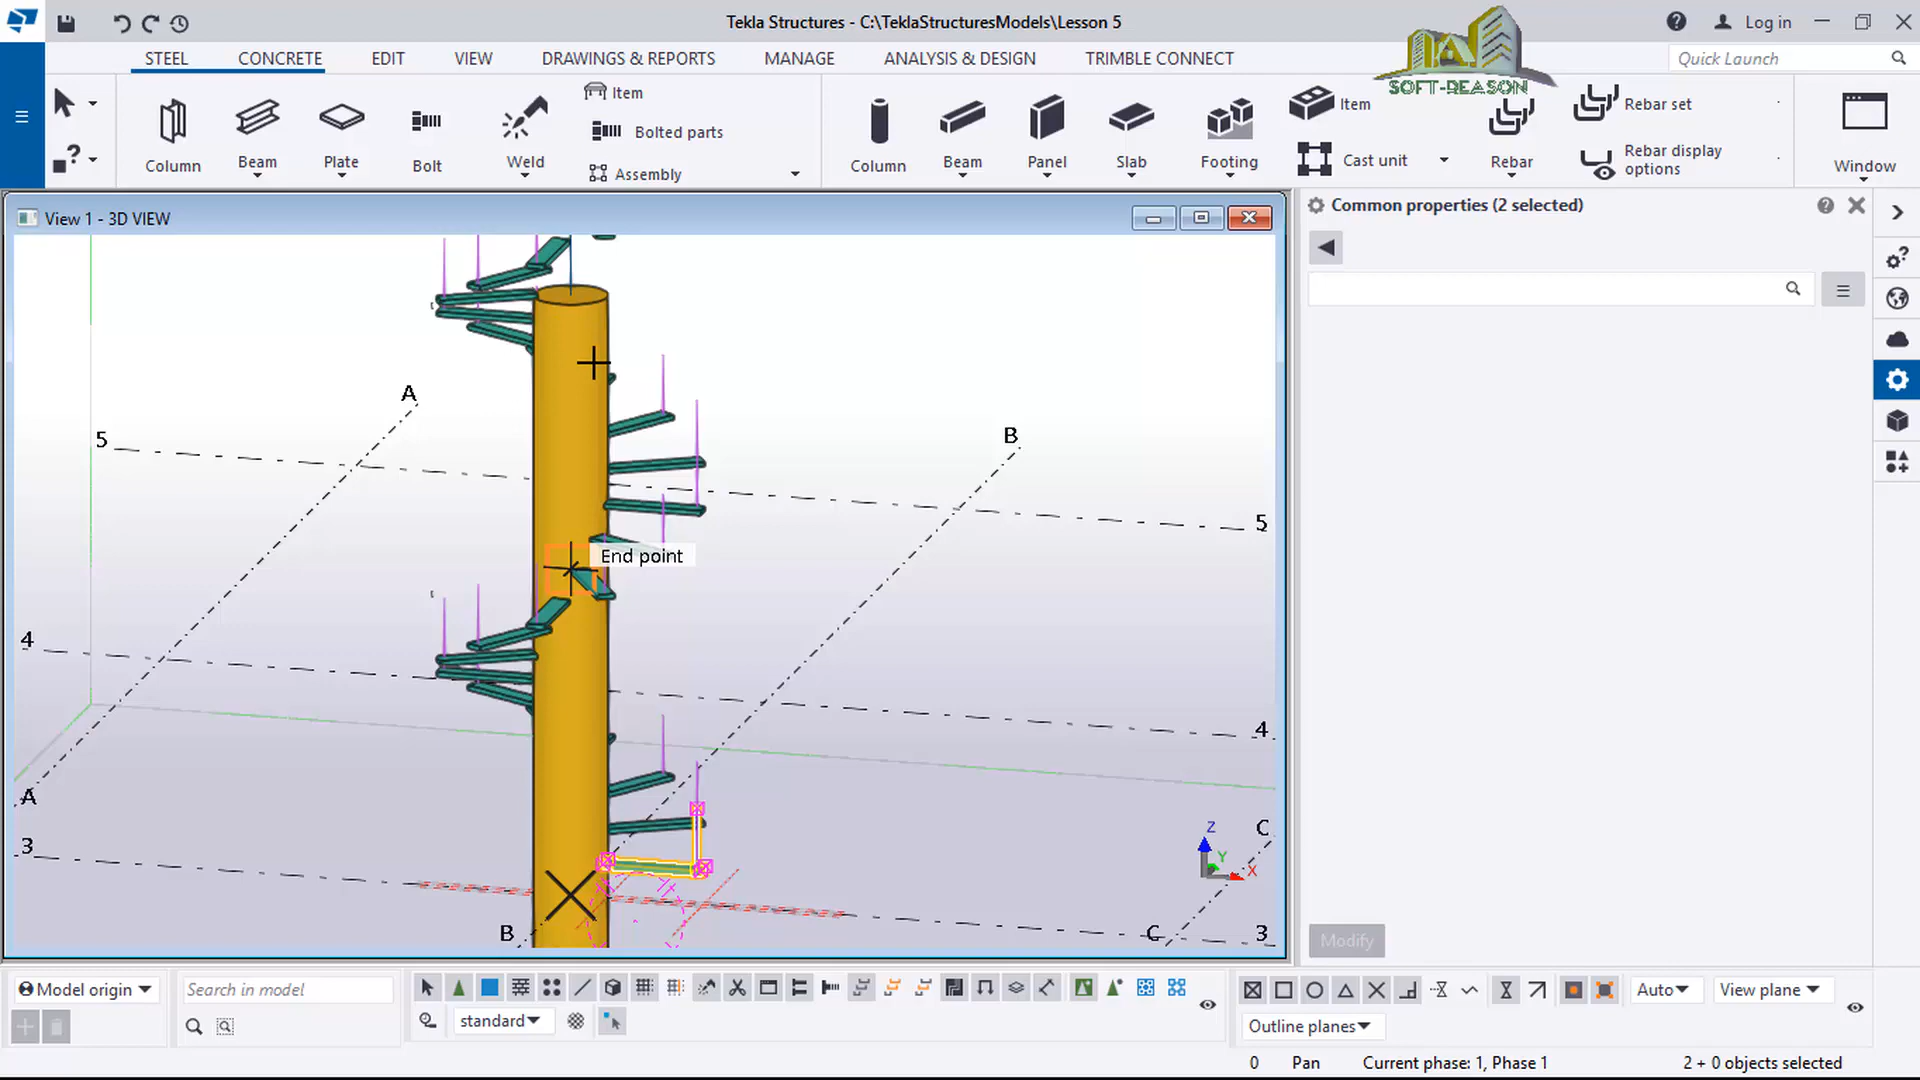 Tekla Structures - C:\TeklaStructuresModels\Lesson 5
Log in
STEEL
CONCRETE
EDIT
VIEW
DRAWINGS & REPORTS
MANAGE
ANALYSIS & DESIGN
TRIMBLE CONNECT
SOFT-REASON
Quick Launch
Column
Beam
Plate
Bolt
Weld
Item
Bolted parts
Assembly
Column
Beam
Panel
Slab
Footing
Item
Cast unit
Rebar
Rebar set
Rebar display options
Window
View 1 - 3D VIEW
Common properties (2 selected)
A
B
5
5
End point
4
4
A
3
B
C
C
3
Z
Y
X
Modify
Model origin
Search in model
standard
Auto
View plane
Outline planes
0
Pan
Current phase: 1, Phase 1
2 + 0 objects selected